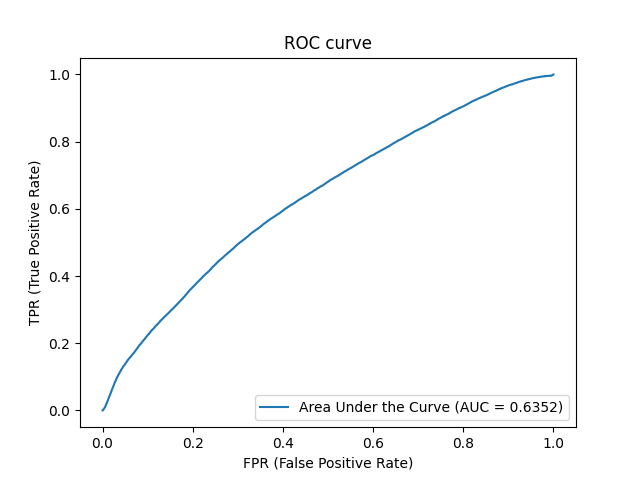 ROC curve
1.0
0.8
0.6
0.4
0.2
0.0
TPR (True Positive Rate)
Area Under the Curve (AUC = 0.6352)
0.0 0.2 0.4 0.6 0.8 1.0
FPR (False Positive Rate)